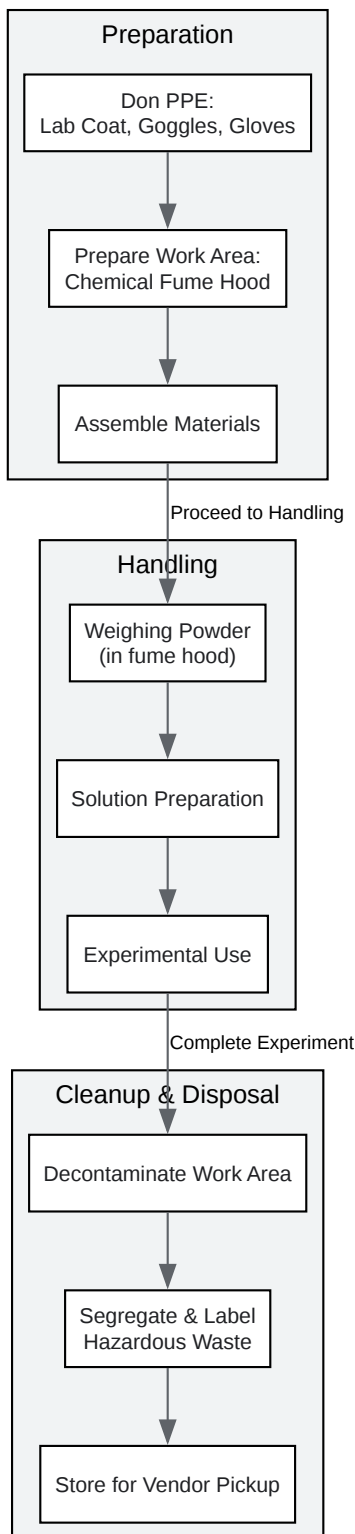 Preparation
Don PPE:
Lab Coat, Goggles, Gloves
Prepare Work Area:
Chemical Fume Hood
Assemble Materials
Proceed to Handling
Handling
Weighing Powder
(in fume hood)
Solution Preparation
Experimental Use
Complete Experiment
Cleanup & Disposal
Decontaminate Work Area
Segregate & Label
Hazardous Waste
Store for Vendor Pickup